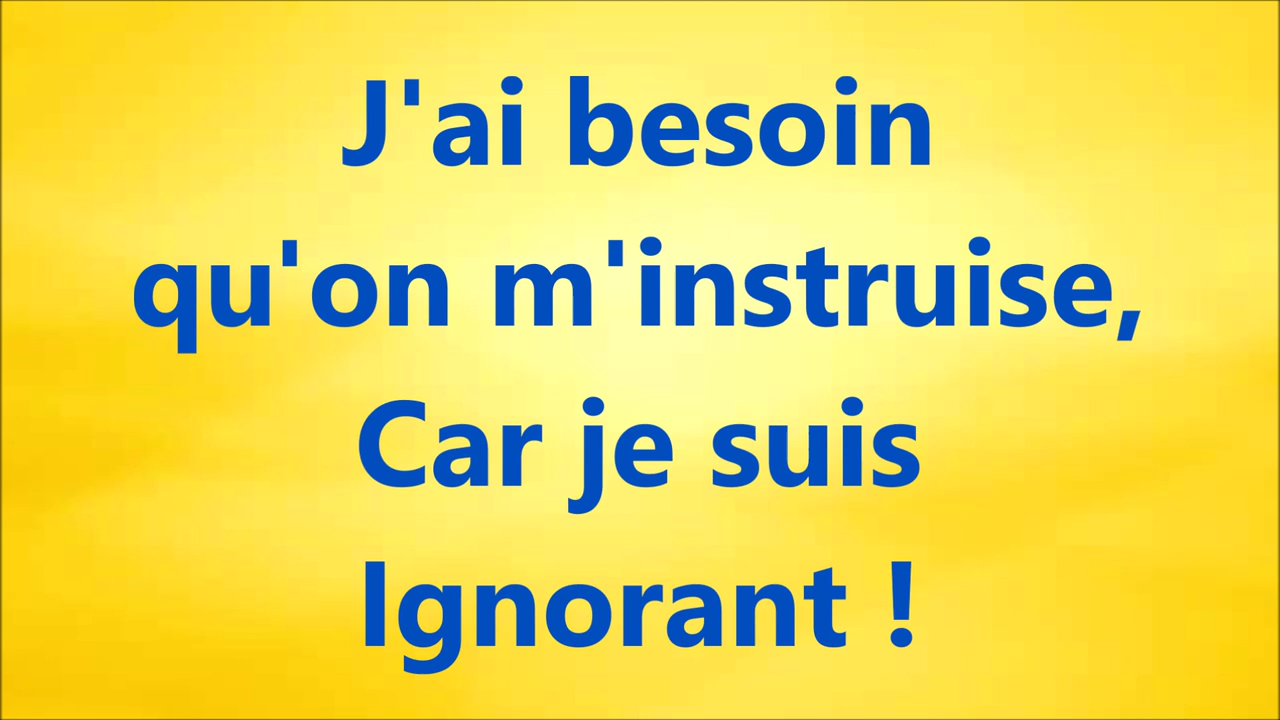 J'ai besoin
qu'on m'instruise,
Car je suis
Ignorant !